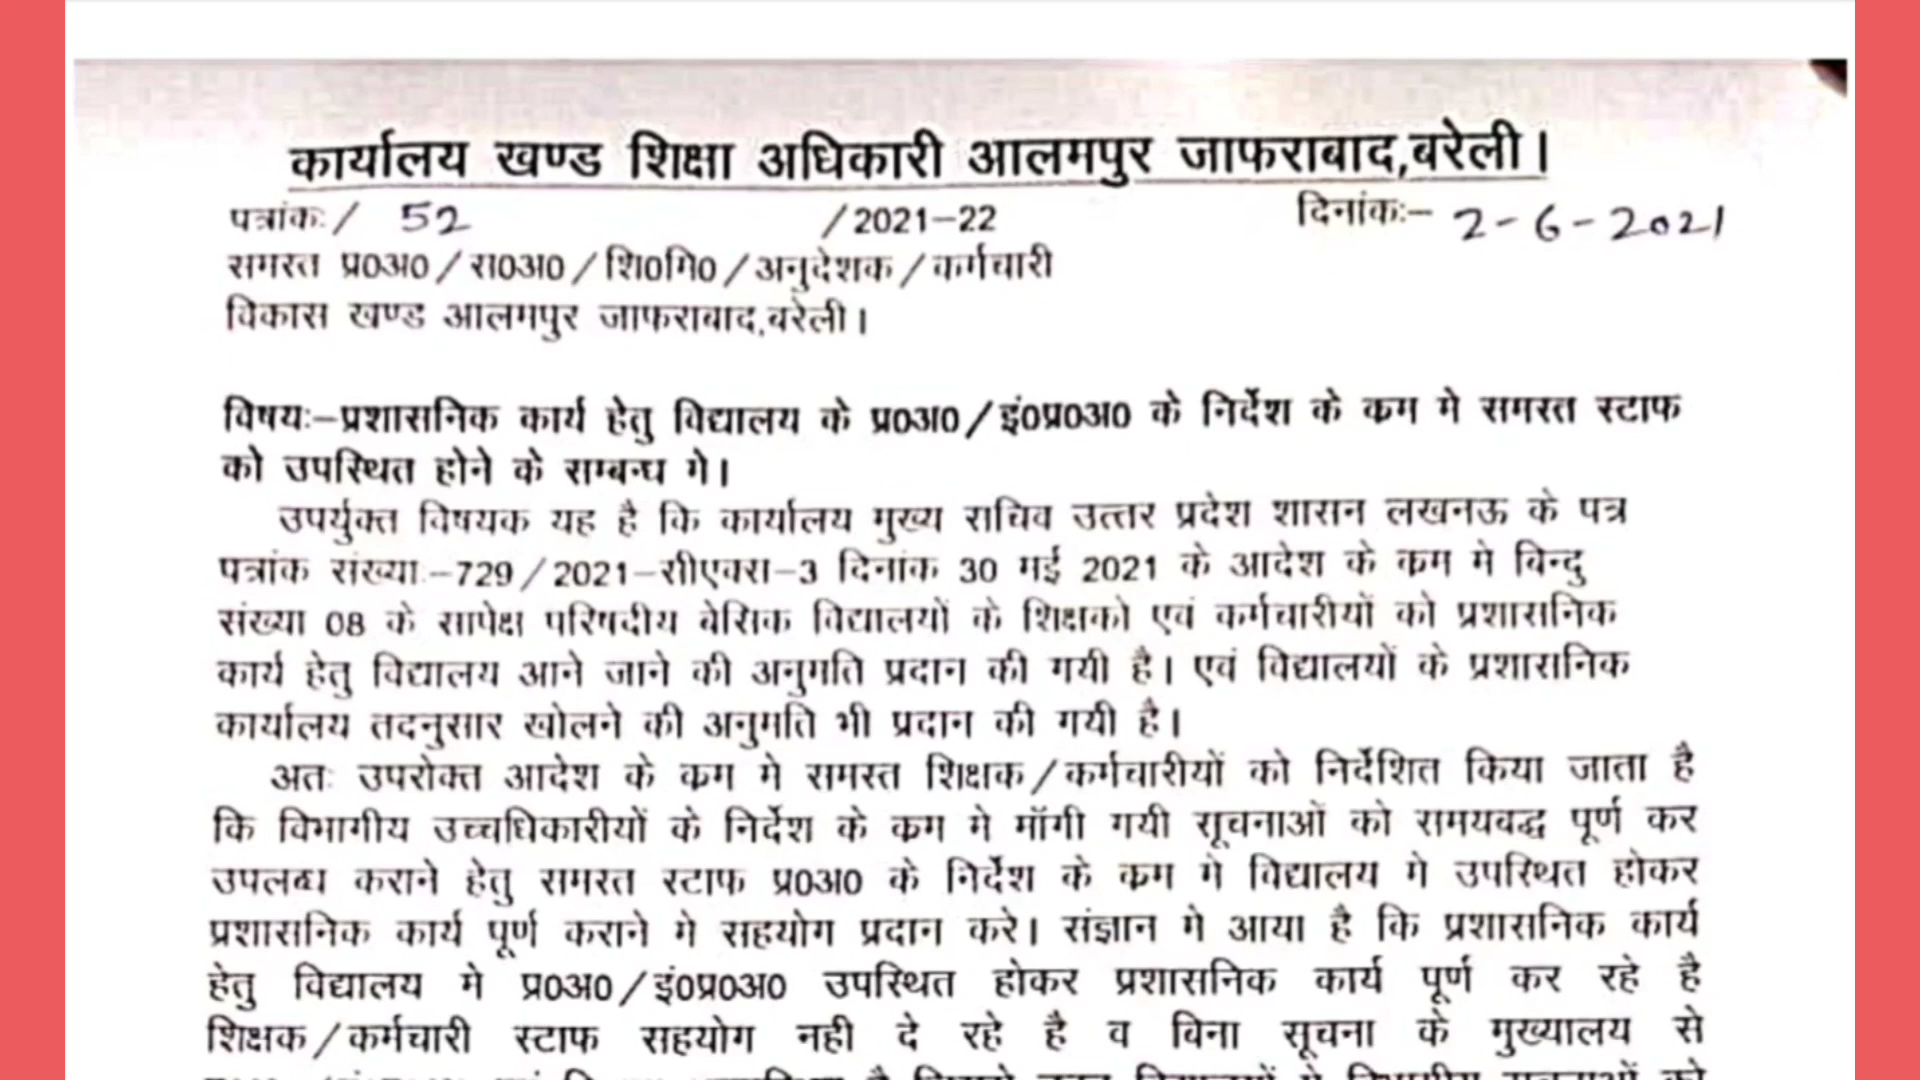 कार्यालय खण्ड शिक्षा अधिकारी आलमपुर जाफराबाद,बरेली।
पत्रांक:/ 52 /2021-22 दिनांक:- 2-6-2021
समस्त प्र0अ0/स0अ0/शि0मि0/अनुदेशक/कर्मचारी
विकास खण्ड आलमपुर जाफराबाद,बरेली।
विषय:-प्रशासनिक कार्य हेतु विद्यालय के प्र0अ0/इं0प्र0अ0 के निर्देश के कम मे समस्त स्टाफ
को उपस्थित होने के सम्बन्ध मे।
उपर्युक्त विषयक यह है कि कार्यालय मुख्य सचिव उत्तर प्रदेश शासन लखनऊ के पत्र
पत्रांक संख्या-729/2021-सीएक्स-3 दिनांक 30 मई 2021 के आदेश के कम मे बिन्दु
संख्या 08 के सापेक्ष परिषदीय बेसिक विद्यालयों के शिक्षको एवं कर्मचारीयों को प्रशासनिक
कार्य हेतु विद्यालय आने जाने की अनुमति प्रदान की गयी है। एवं विद्यालयों के प्रशासनिक
कार्यालय तदनुसार खोलने की अनुमति भी प्रदान की गयी है।
अतः उपरोक्त आदेश के कम मे समस्त शिक्षक/कर्मचारीयों को निर्देशित किया जाता है
कि विभागीय उच्चधिकारीयों के निर्देश के कम मे मॉगी गयी सूचनाओं को समयबद्ध पूर्ण कर
उपलब्ध कराने हेतु समस्त स्टाफ प्र0अ0 के निर्देश के कम मे विद्यालय मे उपस्थित होकर
प्रशासनिक कार्य पूर्ण कराने मे सहयोग प्रदान करे। संज्ञान मे आया है कि प्रशासनिक कार्य
हेतु विद्यालय मे प्र0अ0/इं0प्र0अ0 उपस्थित होकर प्रशासनिक कार्य पूर्ण कर रहे है
शिक्षक/कर्मचारी स्टाफ सहयोग नही दे रहे है व बिना सूचना के मुख्यालय से